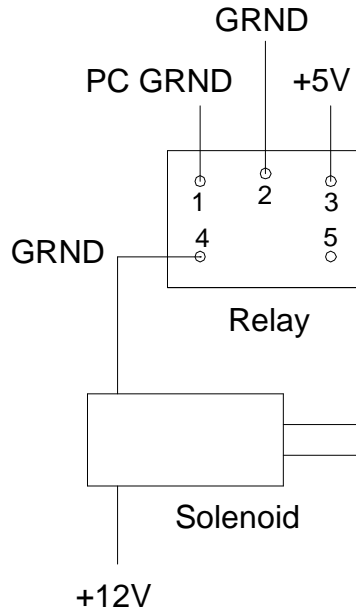 GRND
PC GRND +5V
1 2 3
4 5
GRND
Relay
Solenoid
+12V